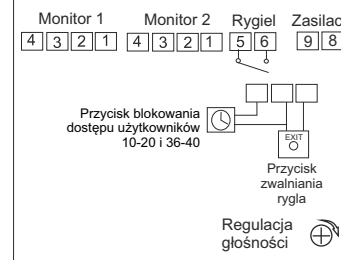 Monitor 1 Monitor 2 Rygiel Zasilac
4 3 2 1 4 3 2 1 5 6 9 8
Przycisk blokowania
dostępu użytkowników
10-20 i 36-40
EXIT
Przycisk
zwalniania
rygla
Regulacja
głośności